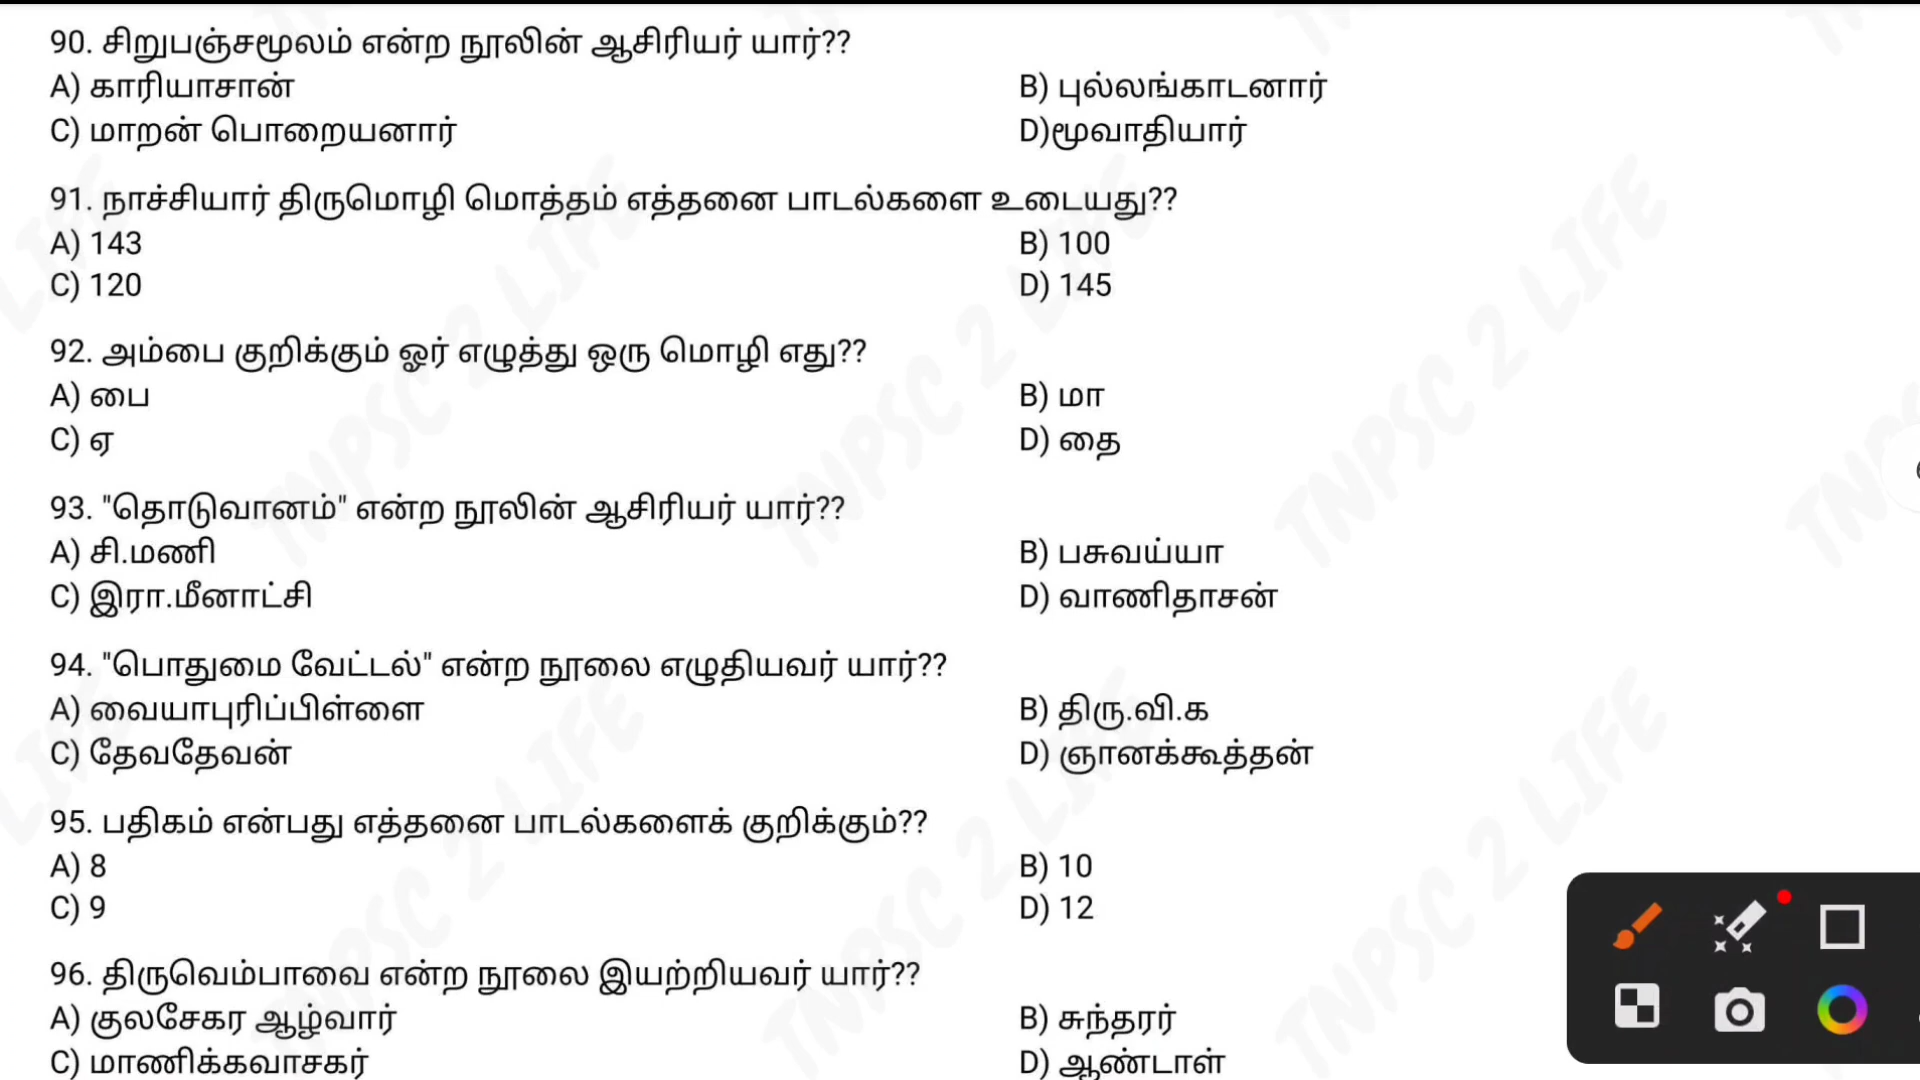 90. சிறுபஞ்சமூலம் என்ற நூலின் ஆசிரியர் யார்??
A) காரியாசான் B) புல்லங்காடனார்
C) மாறன் பொறையனார் D)மூவாதியார்
91. நாச்சியார் திருமொழி மொத்தம் எத்தனை பாடல்களை உடையது??
A) 143 B) 100
C) 120 D) 145
92. அம்பை குறிக்கும் ஓர் எழுத்து ஒரு மொழி எது??
A) பை B) மா
C) ஏ D) தை
93. "தொடுவானம்" என்ற நூலின் ஆசிரியர் யார்??
A) சி.மணி B) பசுவய்யா
C) இரா.மீனாட்சி D) வாணிதாசன்
94. "பொதுமை வேட்டல்" என்ற நூலை எழுதியவர் யார்??
A) வையாபுரிப்பிள்ளை B) திரு.வி.க
C) தேவதேவன் D) ஞானக்கூத்தன்
95. பதிகம் என்பது எத்தனை பாடல்களைக் குறிக்கும்??
A) 8 B) 10
C) 9 D) 12
96. திருவெம்பாவை என்ற நூலை இயற்றியவர் யார்??
A) குலசேகர ஆழ்வார் B) சுந்தரர்
C) மாணிக்கவாசகர் D) ஆண்டாள்
TNPSC 2 LIFE